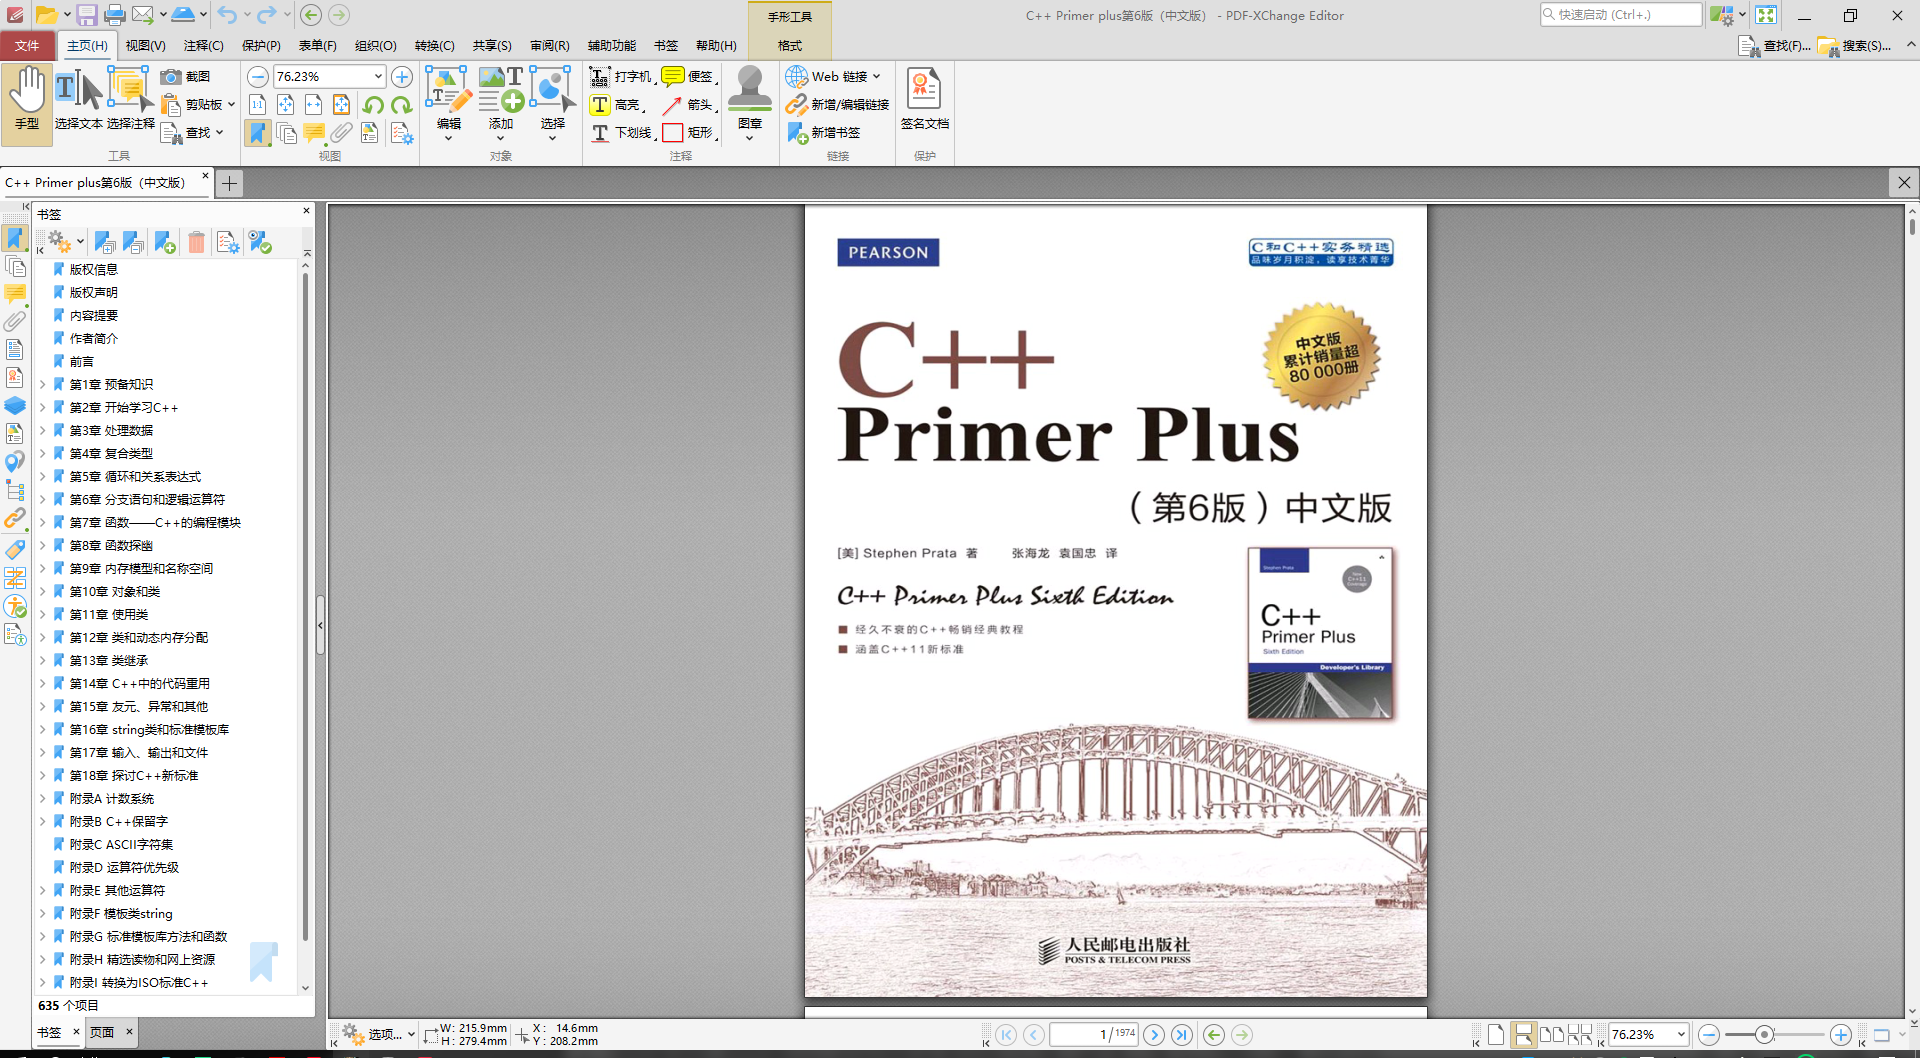 手形工具
C++ Primer plus第6版 (中文版) - PDF-XChange Editor
快速启动 (Ctrl+.)
文件 主页(H) 视图(V) 注释(C) 保护(P) 表单(F) 组织(O) 转换(C) 共享(S) 审阅(R) 辅助功能 书签 帮助(H) 格式 查找(F)... 搜索(S)...
手型 选择文本 选择注释
截图
剪贴板
查找
工具
76.23%
1:1
视图
编辑 添加 选择
对象
打字机 便签
高亮 箭头
下划线 矩形
图章
注释
Web 链接
新增/编辑链接
新增书签
链接
签名文档
保护
C++ Primer plus第6版 (中文版)
书签
版权信息
版权声明
内容提要
作者简介
前言
第1章 预备知识
第2章 开始学习C++
第3章 处理数据
第4章 复合类型
第5章 循环和关系表达式
第6章 分支语句和逻辑运算符
第7章 函数——C++的编程模块
第8章 函数探幽
第9章 内存模型和名称空间
第10章 对象和类
第11章 使用类
第12章 类和动态内存分配
第13章 类继承
第14章 C++中的代码重用
第15章 友元、异常和其他
第16章 string类和标准模板库
第17章 输入、输出和文件
第18章 探讨C++新标准
附录A 计数系统
附录B C++保留字
附录C ASCII字符集
附录D 运算符优先级
附录E 其他运算符
附录F 模板类string
附录G 标准模板库方法和函数
附录H 精选读物和网上资源
附录I 转换为ISO标准C++
635 个项目
书签 页面
PEARSON
C和C++实务精选
品味岁月积淀，读享技术菁华
C++
Primer Plus
中文版
累计销量超
80 000册
（第6版）中文版
[美] Stephen Prata 著 张海龙 袁国忠 译
C++ Primer Plus Sixth Edition
经久不衰的C++畅销经典教程
涵盖C++11新标准
Stephen Prata
New
C++11
Coverage
C++
Primer Plus
Sixth Edition
Developer's Library
人民邮电出版社
POSTS & TELECOM PRESS
选项...
W: 215.9mm
H: 279.4mm
X: 14.6mm
Y: 208.2mm
1/1974
76.23%